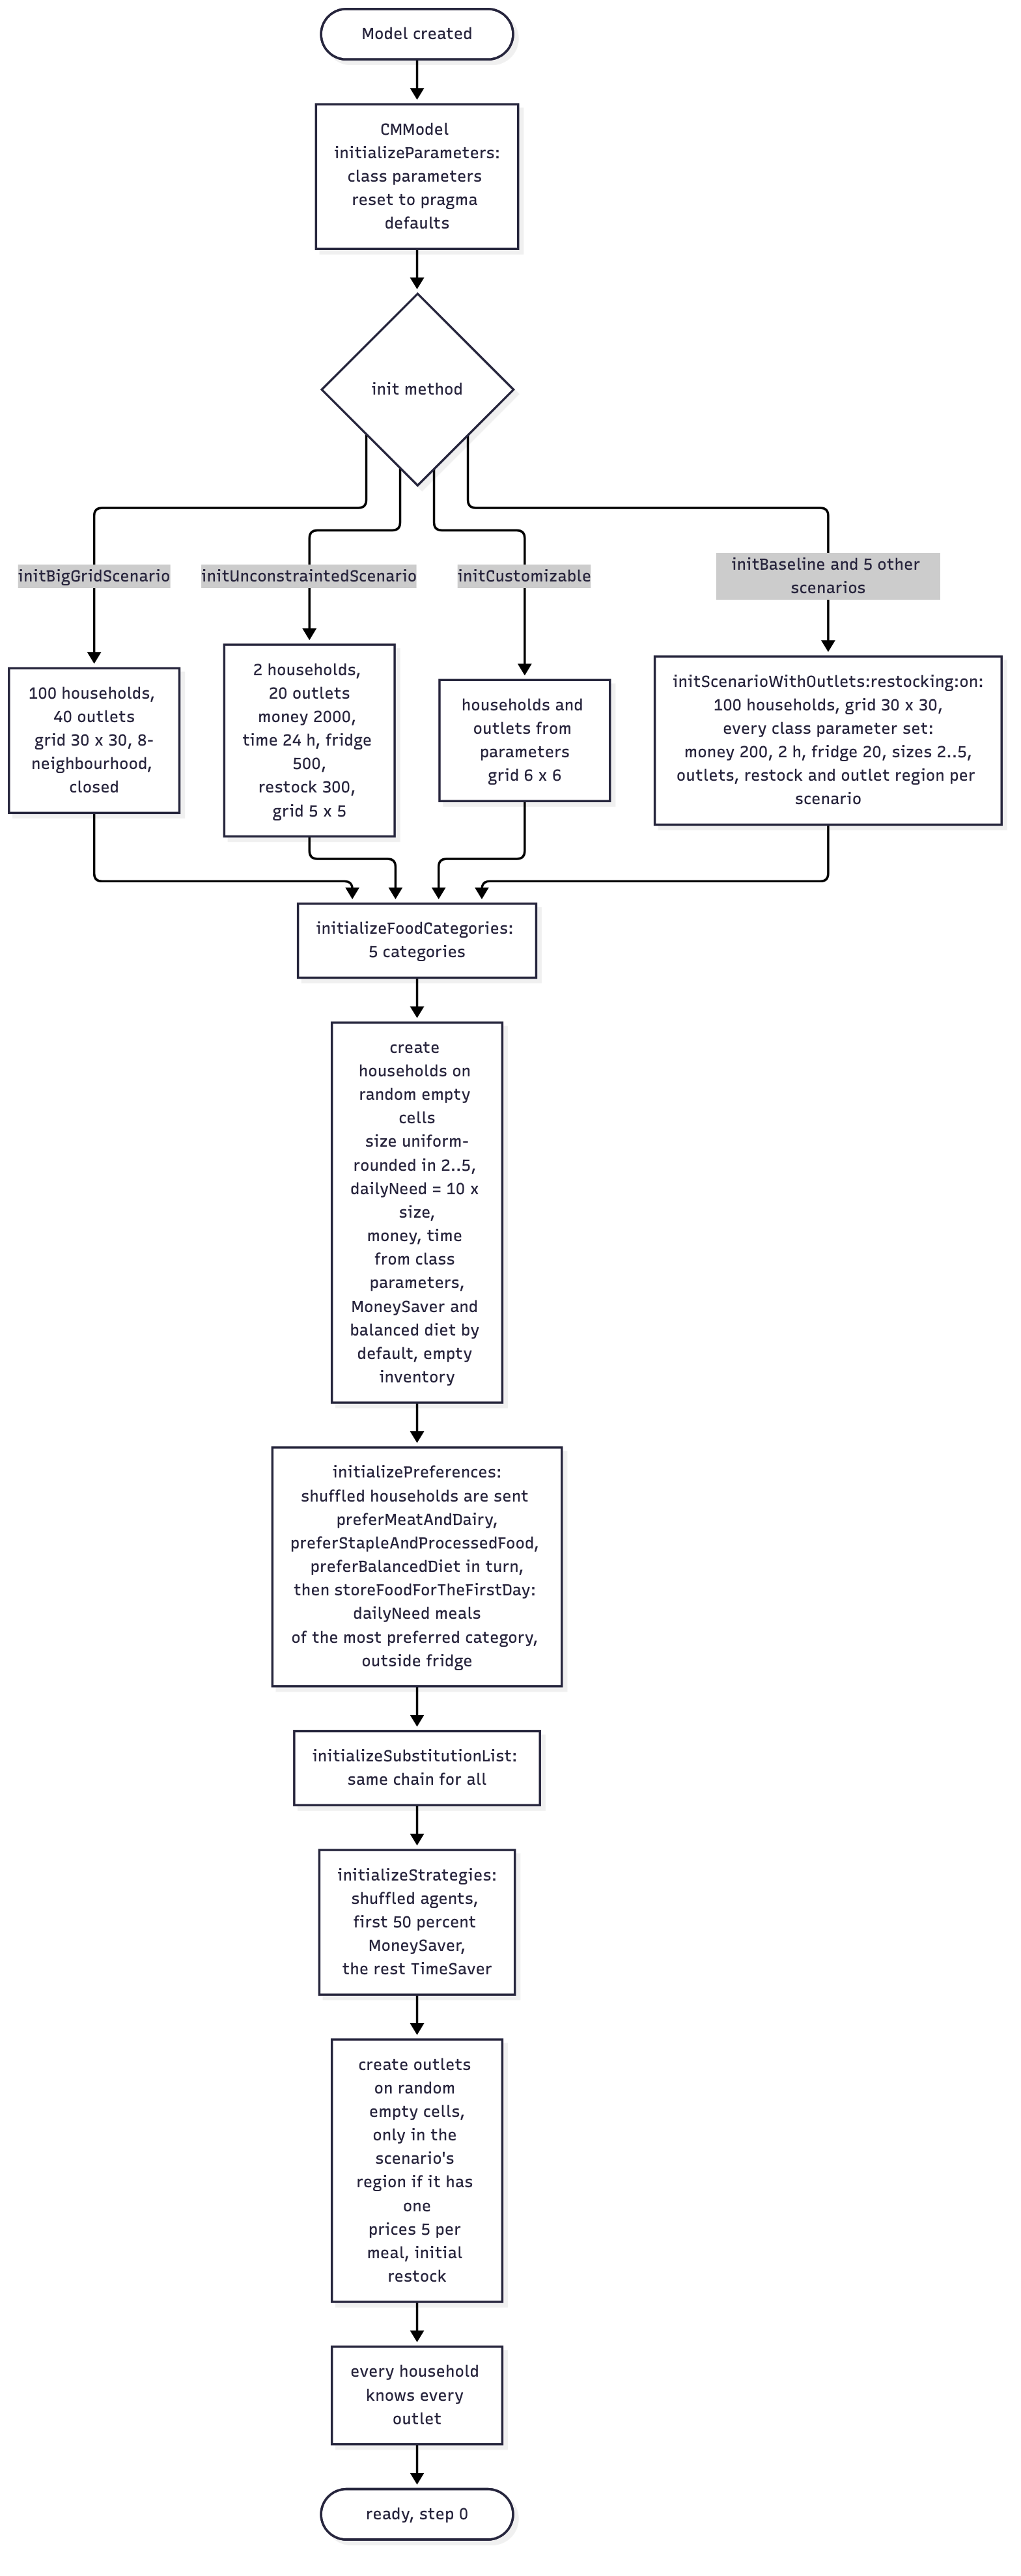 Model created
CMModel
initializeParameters:
class parameters
reset to pragma
defaults
init method
initBigGridScenario
initUnconstraintedScenario
initCustomizable
initBaseline and 5 other
scenarios
100 households,
40 outlets
grid 30 x 30, 8-
neighbourhood,
closed
2 households,
20 outlets
money 2000,
time 24 h, fridge
500,
restock 300,
grid 5 x 5
households and
outlets from
parameters
grid 6 x 6
initScenarioWithOutlets:restocking:on:
100 households, grid 30 x 30,
every class parameter set:
money 200, 2 h, fridge 20, sizes 2..5,
outlets, restock and outlet region per
scenario
initializeFoodCategories:
5 categories
create
households on
random empty
cells
size uniform-
rounded in 2..5,
dailyNeed = 10 x
size,
money, time
from class
parameters,
MoneySaver and
balanced diet by
default, empty
inventory
initializePreferences:
shuffled households are sent
preferMeatAndDairy,
preferStapleAndProcessedFood,
preferBalancedDiet in turn,
then storeFoodForTheFirstDay:
dailyNeed meals
of the most preferred category,
outside fridge
initializeSubstitutionList:
same chain for all
initializeStrategies:
shuffled agents,
first 50 percent
MoneySaver,
the rest TimeSaver
create outlets
on random
empty cells,
only in the
scenario's
region if it has
one
prices 5 per
meal, initial
restock
every household
knows every
outlet
ready, step 0